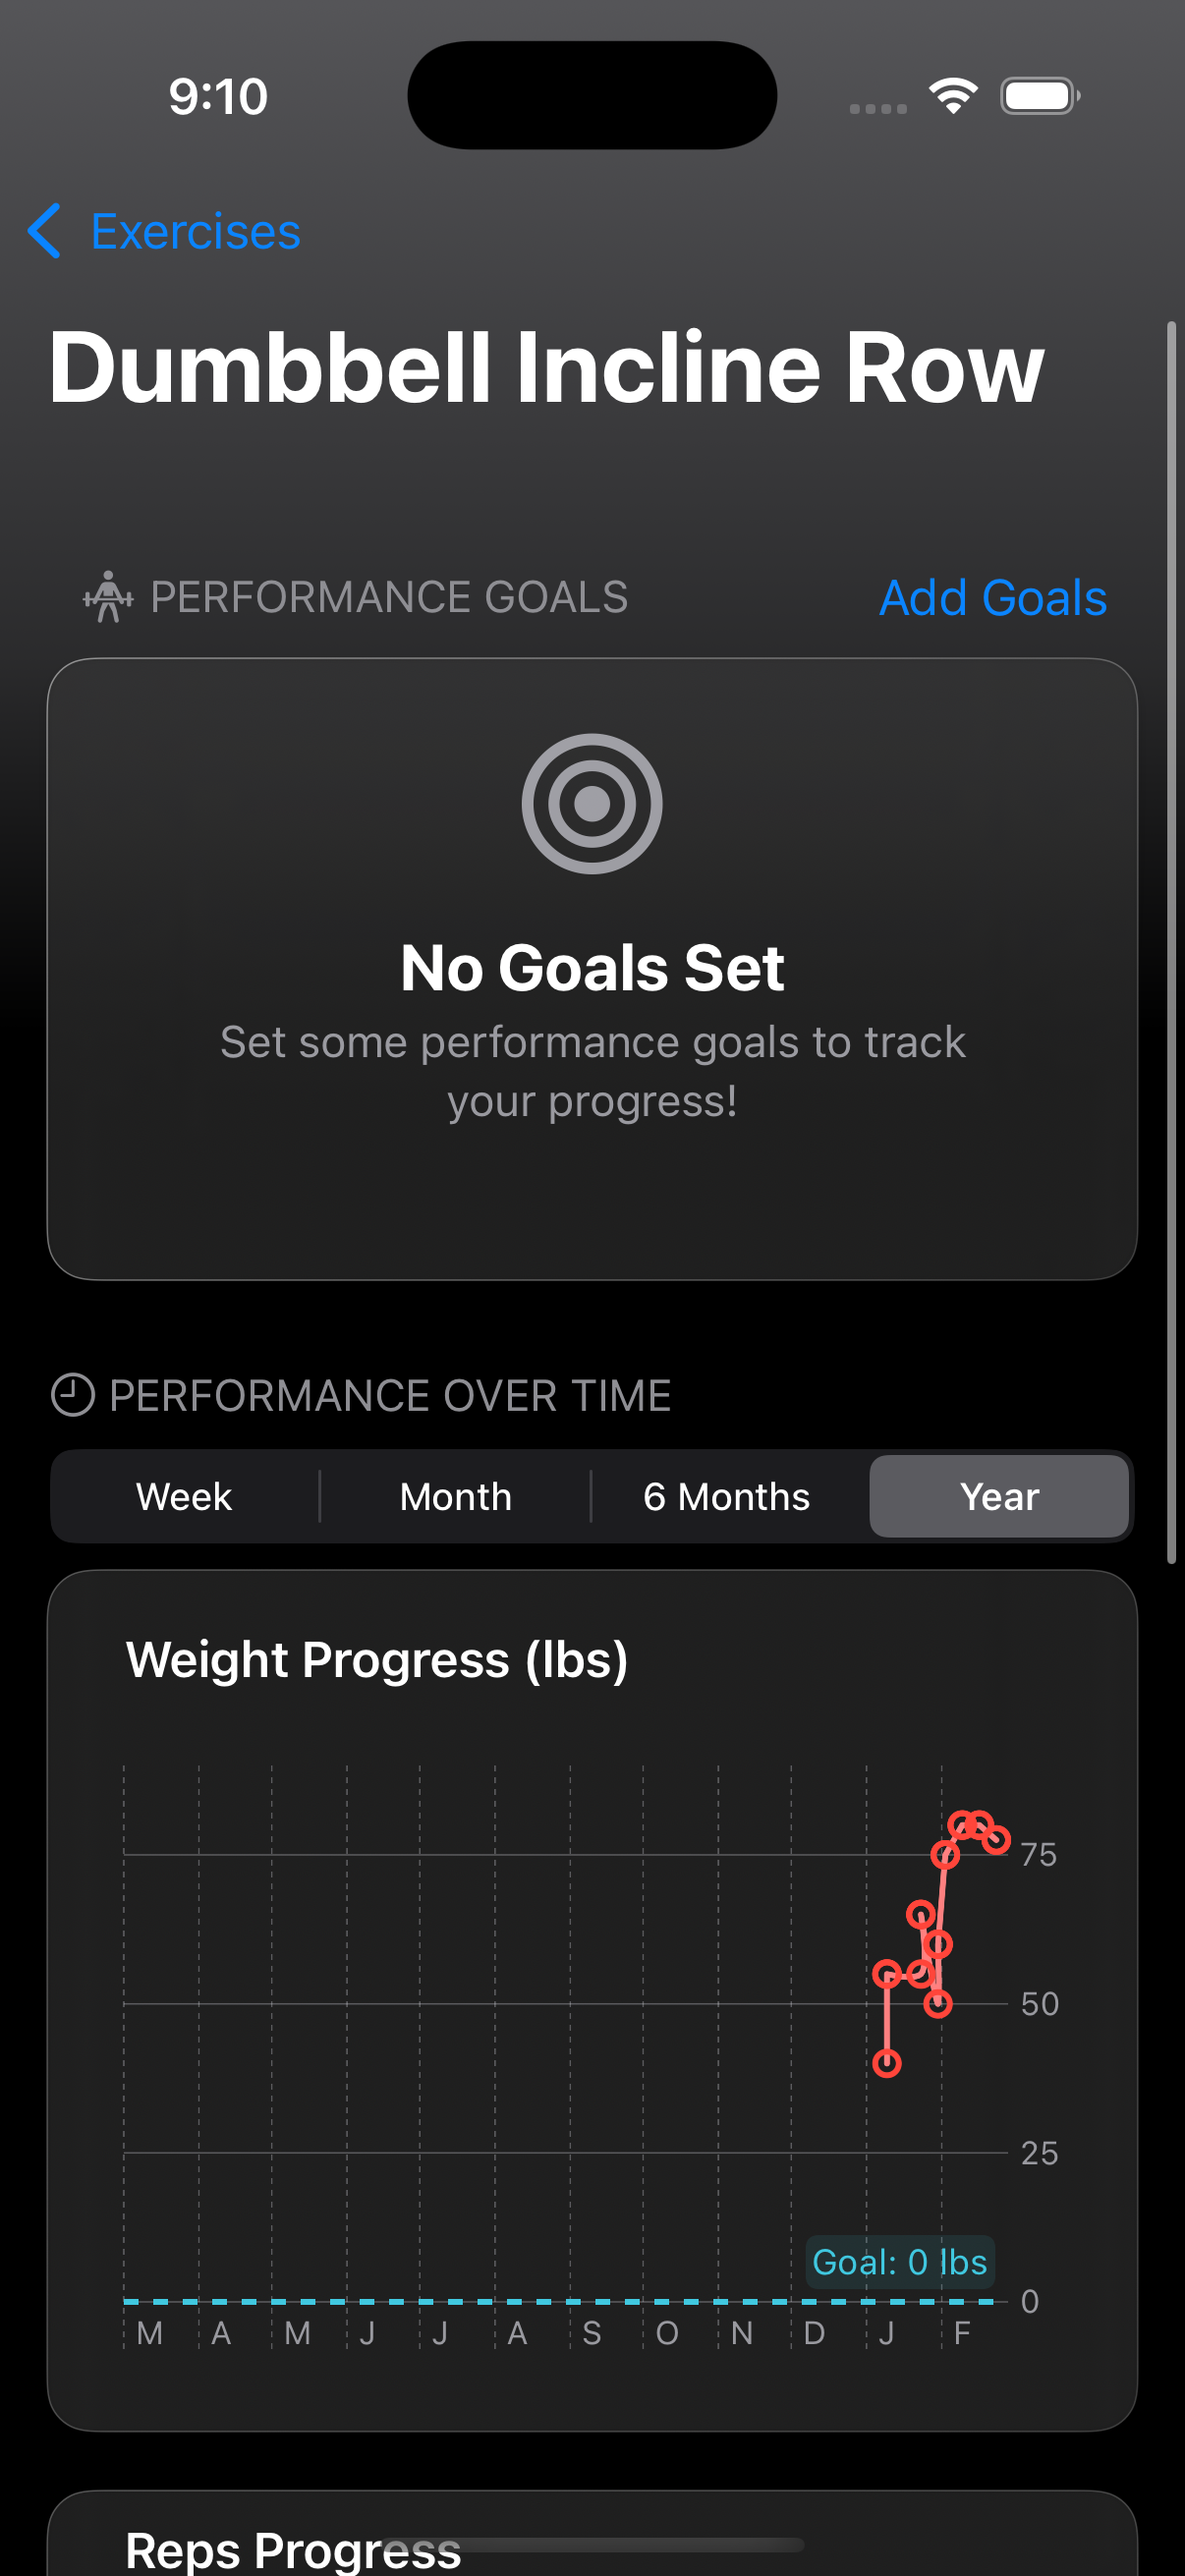 9:10
Exercises
Dumbbell Incline Row
PERFORMANCE GOALS
Add Goals
No Goals Set
Set some performance goals to track
your progress!
PERFORMANCE OVER TIME
Week
Month
6 Months
Year
Weight Progress (lbs)
75
50
25
Goal: 0 lbs
0
M A M J J A S O N D J F
Reps Progress